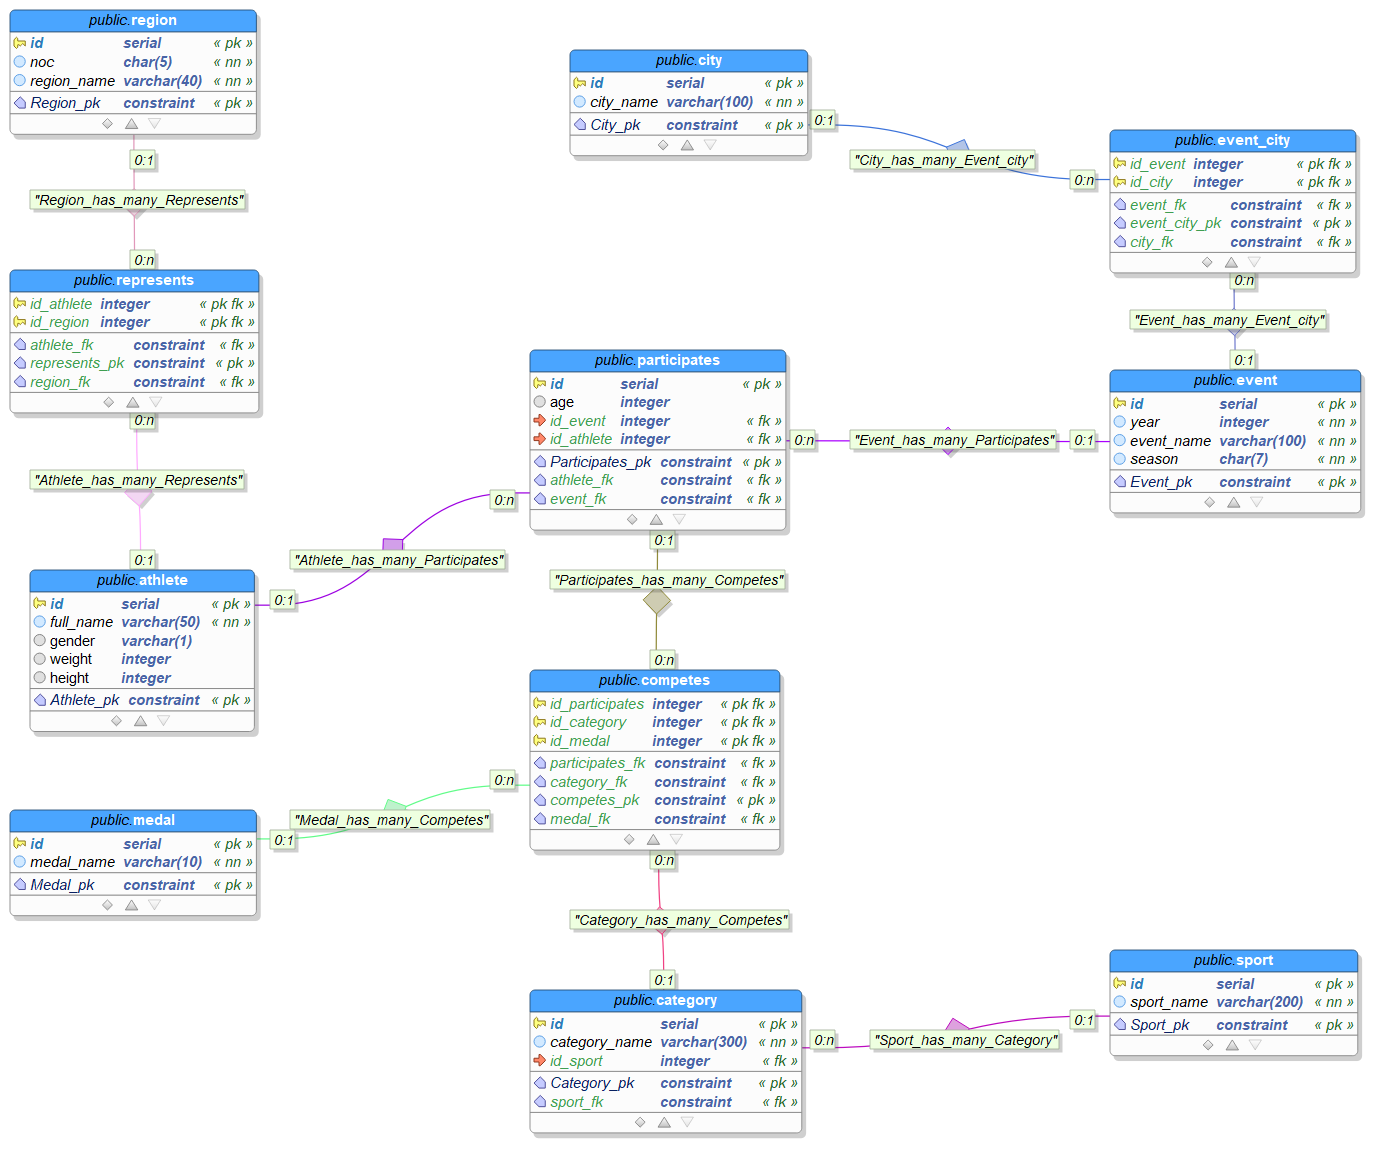 public.region
id serial « pk »
noc char(5) « nn »
region_name varchar(40) « nn »
Region_pk constraint « pk »
0:1
"Region_has_many_Represents"
0:n
public.represents
id_athlete integer « pk fk »
id_region integer « pk fk »
athlete_fk constraint « fk »
represents_pk constraint « pk »
region_fk constraint « fk »
0:n
"Athlete_has_many_Represents"
0:1
public.athlete
id serial « pk »
full_name varchar(50) « nn »
gender varchar(1)
weight integer
height integer
Athlete_pk constraint « pk »
0:1
"Athlete_has_many_Participates"
0:n
public.city
id serial « pk »
city_name varchar(100) « nn »
City_pk constraint « pk »
0:1
"City_has_many_Event_city"
0:n
public.event_city
id_event integer « pk fk »
id_city integer « pk fk »
event_fk constraint « fk »
event_city_pk constraint « pk »
city_fk constraint « fk »
0:n
"Event_has_many_Event_city"
0:1
public.event
id serial « pk »
year integer « nn »
event_name varchar(100) « nn »
season char(7) « nn »
Event_pk constraint « pk »
public.participates
id serial « pk »
age integer
id_event integer « fk »
id_athlete integer « fk »
Participates_pk constraint « pk »
athlete_fk constraint « fk »
event_fk constraint « fk »
0:n
"Event_has_many_Participates"
0:1
0:1
"Participates_has_many_Competes"
0:n
public.competes
id_participates integer « pk fk »
id_category integer « pk fk »
id_medal integer « pk fk »
participates_fk constraint « fk »
category_fk constraint « fk »
competes_pk constraint « pk »
medal_fk constraint « fk »
public.medal
id serial « pk »
medal_name varchar(10) « nn »
Medal_pk constraint « pk »
0:1
"Medal_has_many_Competes"
0:n
0:n
"Category_has_many_Competes"
0:1
public.category
id serial « pk »
category_name varchar(300) « nn »
id_sport integer « fk »
Category_pk constraint « pk »
sport_fk constraint « fk »
0:n
"Sport_has_many_Category"
0:1
public.sport
id serial « pk »
sport_name varchar(200) « nn »
Sport_pk constraint « pk »